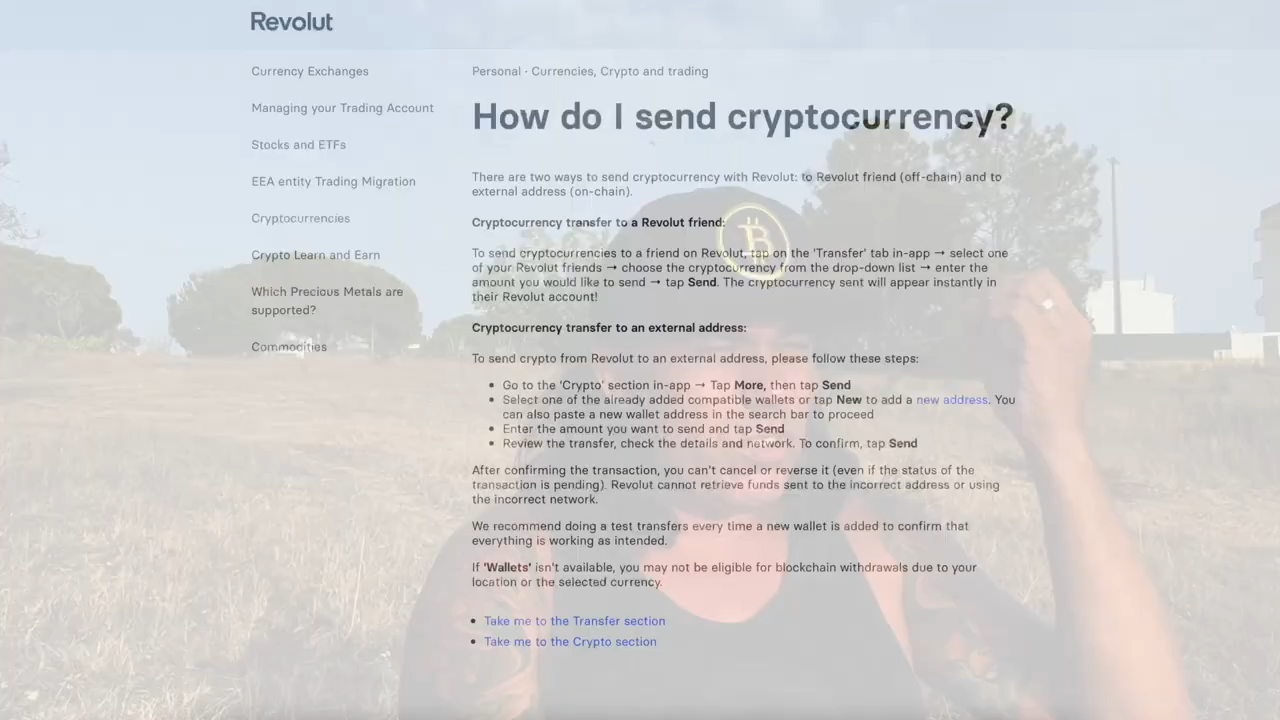 Revolut
Currency Exchanges
Managing your Trading Account
Stocks and ETFs
EEA entity Trading Migration
Cryptocurrencies
Crypto Learn and Earn
Which Precious Metals are
supported?
Commodities
Personal · Currencies, Crypto and trading
How do I send cryptocurrency?
There are two ways to send cryptocurrency with Revolut: to Revolut friend (off-chain) and to
external address (on-chain).
Cryptocurrency transfer to a Revolut friend:
To send cryptocurrencies to a friend on Revolut, tap on the 'Transfer' tab in-app → select one
of your Revolut friends → choose the cryptocurrency from the drop-down list → enter the
amount you would like to send → tap Send. The cryptocurrency sent will appear instantly in
their Revolut account!
Cryptocurrency transfer to an external address:
To send crypto from Revolut to an external address, please follow these steps:
• Go to the 'Crypto' section in-app → Tap More, then tap Send
• Select one of the already added compatible wallets or tap New to add a new address. You
can also paste a new wallet address in the search bar to proceed
• Enter the amount you want to send and tap Send
• Review the transfer, check the details and network. To confirm, tap Send
After confirming the transaction, you can't cancel or reverse it (even if the status of the
transaction is pending). Revolut cannot retrieve funds sent to the incorrect address or using
the incorrect network.
We recommend doing a test transfers every time a new wallet is added to confirm that
everything is working as intended.
If 'Wallets' isn't available, you may not be eligible for blockchain withdrawals due to your
location or the selected currency.
• Take me to the Transfer section
• Take me to the Crypto section